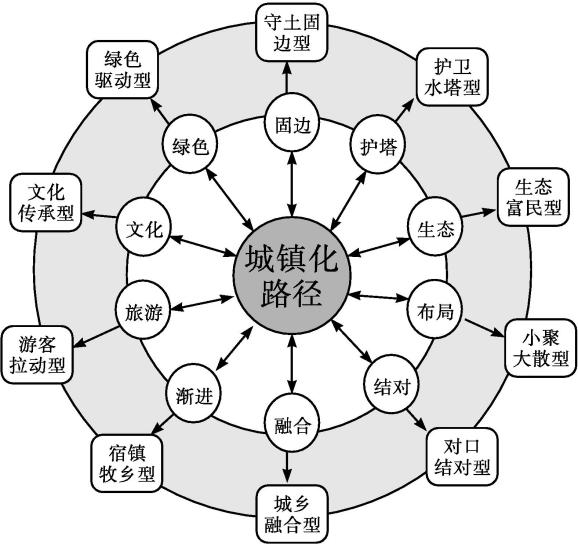 守土固
边型
护卫
水塔型
生态
富民型
小聚
大散型
对口
结对型
城乡
融合型
宿镇
牧乡型
游客
拉动型
文化
传承型
绿色
驱动型
固边
护塔
生态
布局
结对
融合
渐进
旅游
文化
绿色
城镇化
路径